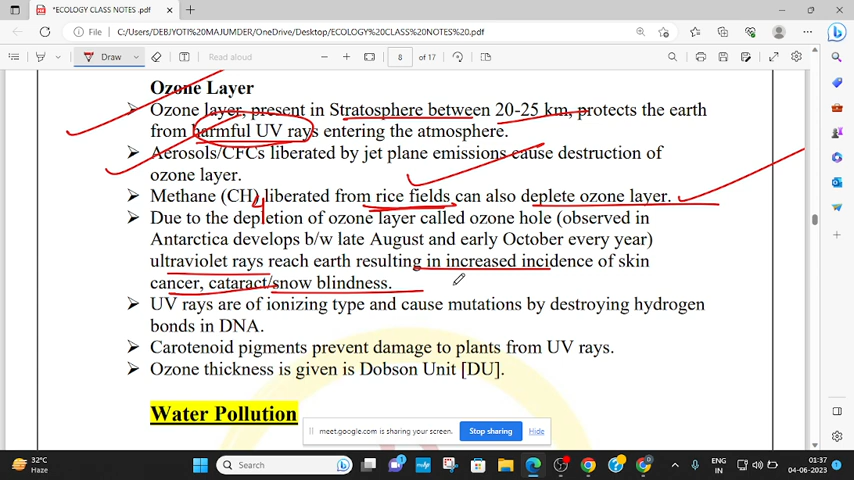 *ECOLOGY CLASS NOTES .pdf
File
C:/Users/DEBJYOTI%20MAJUMDER/OneDrive/Desktop/ECOLOGY%20CLASS%20NOTES%20.pdf
Draw
Read aloud
8 of 17
Ozone Layer
➢ Ozone layer, present in Stratosphere between 20-25 km, protects the earth
from harmful UV rays entering the atmosphere.
➢ Aerosols/CFCs liberated by jet plane emissions cause destruction of
ozone layer.
➢ Methane (CH) liberated from rice fields can also deplete ozone layer.
4
➢ Due to the depletion of ozone layer called ozone hole (observed in
Antarctica develops b/w late August and early October every year)
ultraviolet rays reach earth resulting in increased incidence of skin
cancer, cataract/snow blindness.
➢ UV rays are of ionizing type and cause mutations by destroying hydrogen
bonds in DNA.
➢ Carotenoid pigments prevent damage to plants from UV rays.
➢ Ozone thickness is given is Dobson Unit [DU].
Water Pollution
meet.google.com is sharing your screen.
Stop sharing
Hide
32°C
Haze
Search
ENG
IN
01:37
04-06-2023